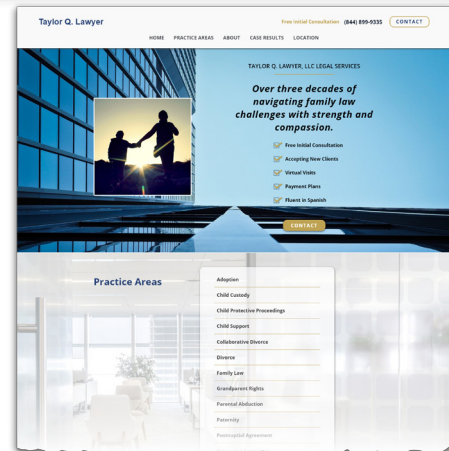 Taylor Q. Lawyer
Free Initial Consultation (844) 899-9335 CONTACT
HOME PRACTICE AREAS ABOUT CASE RESULTS LOCATION
TAYLOR Q. LAWYER, LLC LEGAL SERVICES
Over three decades of
navigating family law
challenges with strength and
compassion.
Free Initial Consultation
Accepting New Clients
Virtual Visits
Payment Plans
Fluent in Spanish
CONTACT
Practice Areas
Adoption
Child Custody
Child Protective Proceedings
Child Support
Collaborative Divorce
Divorce
Family Law
Grandparent Rights
Parental Abduction
Paternity
Postnuptial Agreement